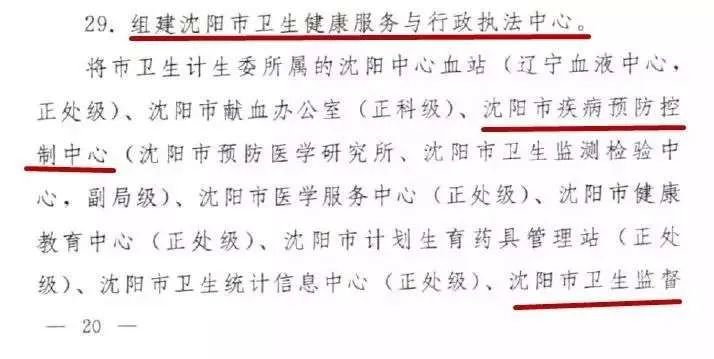 29. 组建沈阳市卫生健康服务与行政执法中心。
将市卫生计生委所属的沈阳中心血站（辽宁血液中心，
正处级）、沈阳市献血办公室（正科级）、沈阳市疾病预防控
制中心（沈阳市预防医学研究所、沈阳市卫生监测检验中
心，副局级）、沈阳市医学服务中心（正处级）、沈阳市健康
教育中心（正处级）、沈阳市计划生育药具管理站（正处
级）、沈阳市卫生统计信息中心（正处级）、沈阳市卫生监督
— 20 —